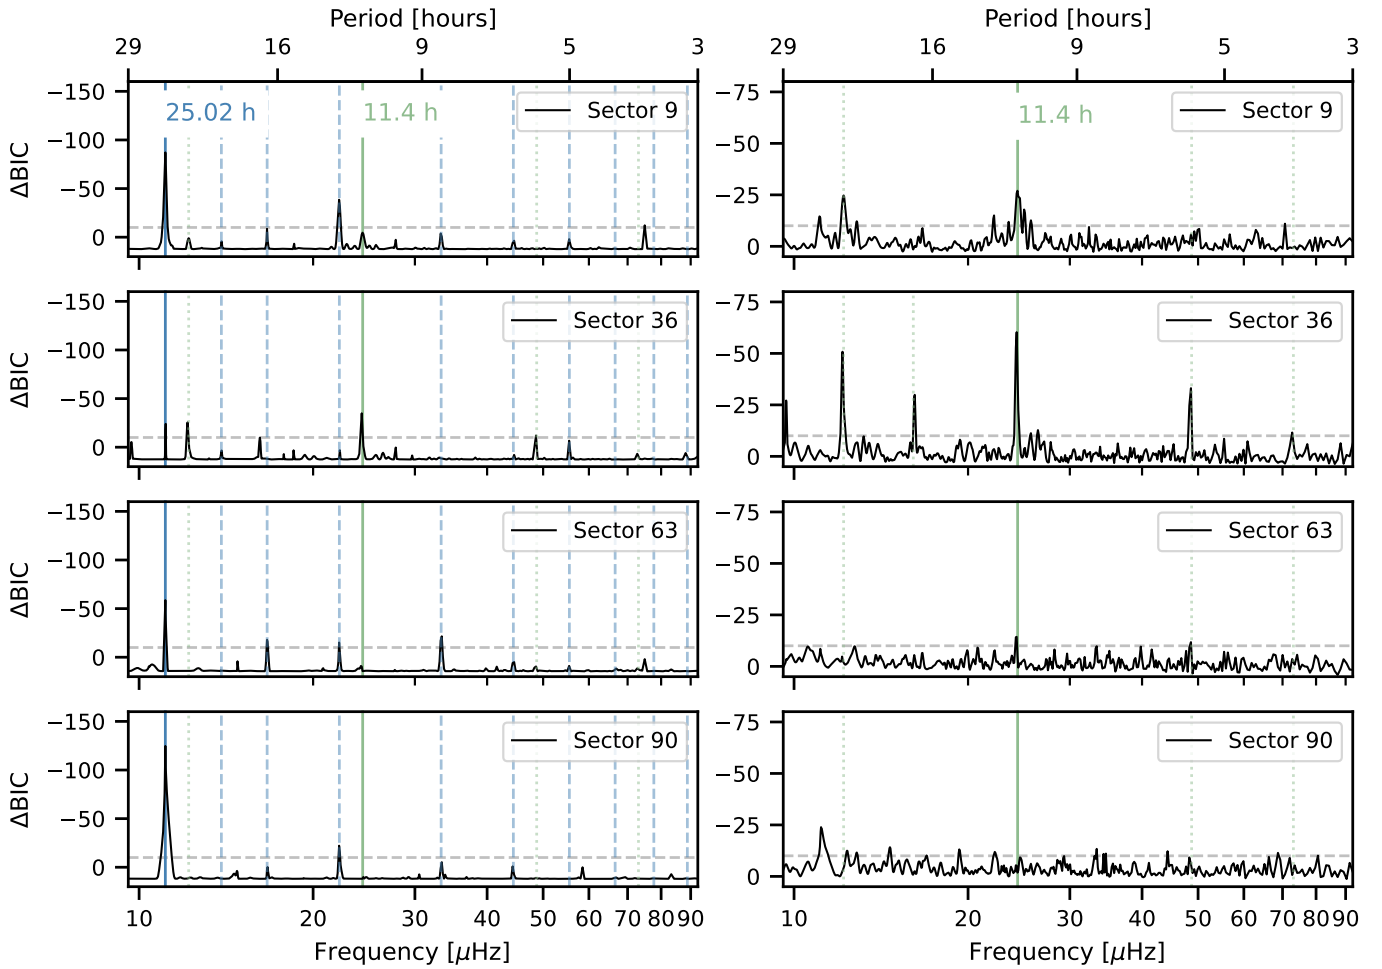 Period [hours] Period [hours]
29 16 9 5 3 29 16 9 5 3
25.02 h 11.4 h Sector 9 11.4 h Sector 9
ΔBIC −150 −100 −50 0 −75 −50 −25 0
Sector 36 Sector 36
ΔBIC −150 −100 −50 0 −75 −50 −25 0
Sector 63 Sector 63
ΔBIC −150 −100 −50 0 −75 −50 −25 0
Sector 90 Sector 90
ΔBIC −150 −100 −50 0 −75 −50 −25 0
10 20 30 40 50 60 70 80 90 10 20 30 40 50 60 70 80 90
Frequency [μHz] Frequency [μHz]